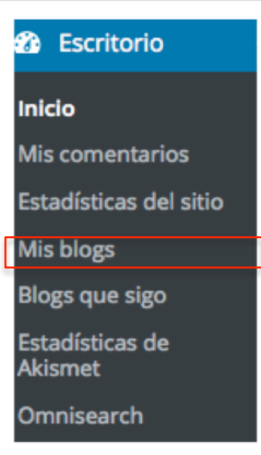 Escritorio
Inicio
Mis comentarios
Estadísticas del sitio
Mis blogs
Blogs que sigo
Estadísticas de
Akismet
Omnisearch